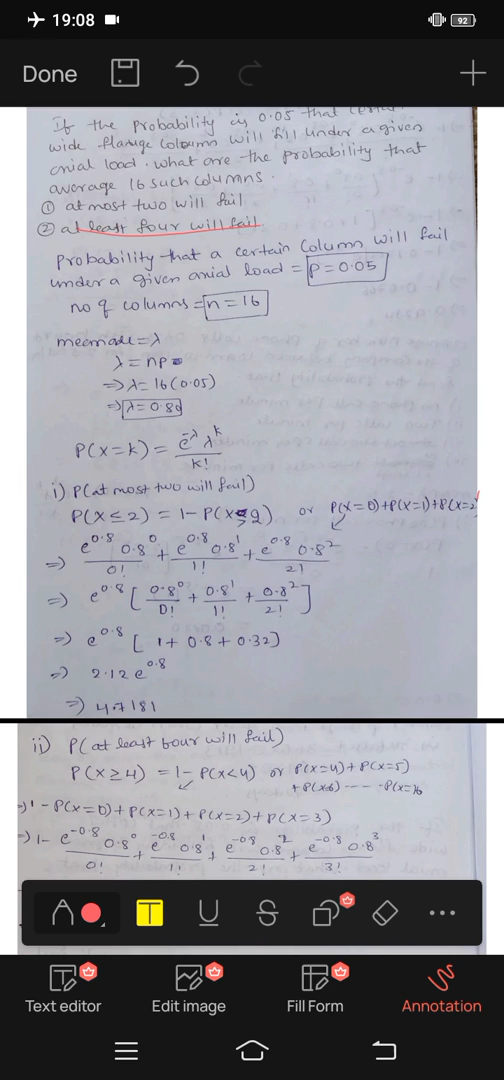 19:08
92
Done
If the probability is 0.05 that certain
wide flange coloumn will fill under a given
axial load. what are the probability that
average 16 such columns.
① at most two will fail
② at least four will fail
probability that a certain column will fail
under a given axial load = p = 0.05
no of columns = n = 16
λ = np
⇒ λ = 16(0.05)
⇒ λ = 0.80
P(x=k) = e^-λ λ^k / k!
i) P(at most two will fail)
P(x ≤ 2) = 1 - P(x > 2) or P(x=0)+P(x=1)+P(x=2)
⇒ e^0.8 0.8^0 / 0! + e^0.8 0.8^1 / 1! + e^0.8 0.8^2 / 2!
⇒ e^0.8 [ 0.8^0 / 0! + 0.8^1 / 1! + 0.8^2 / 2! ]
⇒ e^0.8 [ 1 + 0.8 + 0.32 ]
⇒ 2.12 e^0.8
⇒ 4.7181
ii) P(at least four will fail)
P(x ≥ 4) = 1 - P(x < 4) or P(x=4) + P(x=5)
+ P(x=6) ---- -P(x=16
⇒ 1 - P(x=0) + P(x=1) + P(x=2) + P(x=3)
⇒ 1 - e^-0.8 0.8^0 / 0! + e^-0.8 0.8^1 / 1! + e^-0.8 0.8^2 / 2! + e^-0.8 0.8^3 / 3!
Text editor
Edit image
Fill Form
Annotation